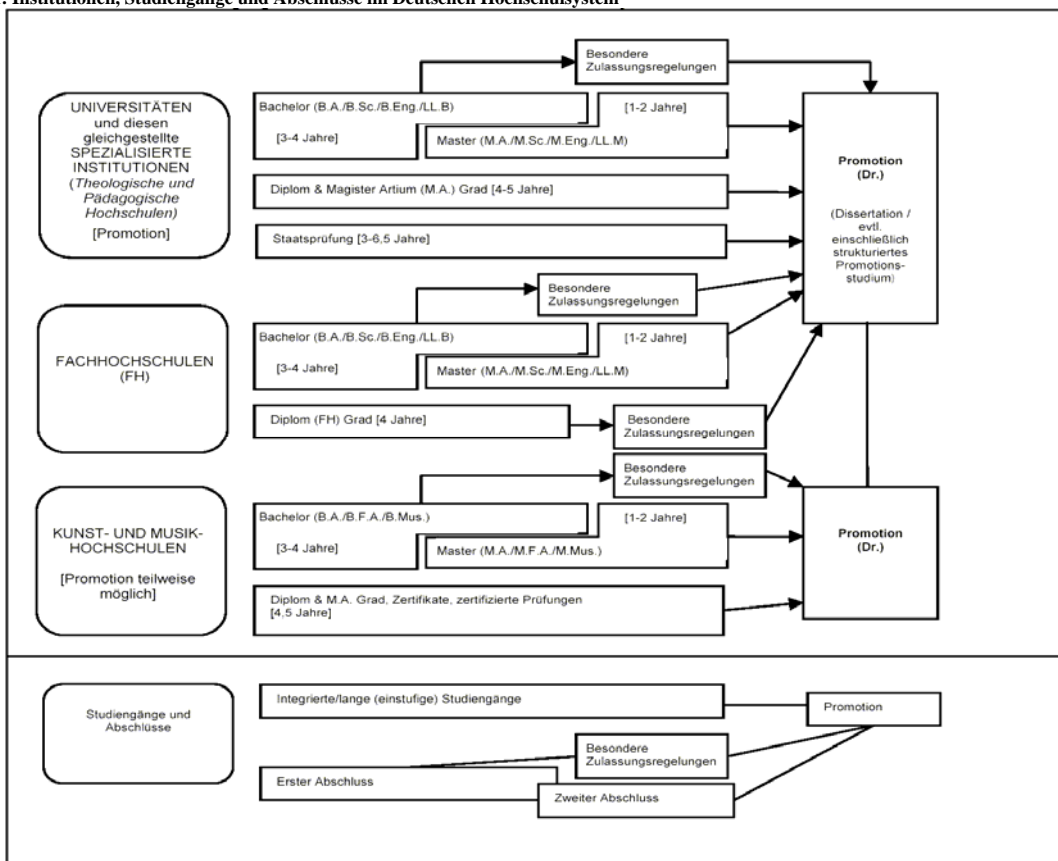 : Institutionen, Studiengänge und Abschlüsse im Deutschen Hochschulsystem
Besondere
Zulassungsregelungen
UNIVERSITÄTEN
und diesen
gleichgestellte
SPEZIALISIERTE
INSTITUTIONEN
(Theologische und
Pädagogische
Hochschulen)
[Promotion]
Bachelor (B.A./B.Sc./B.Eng./LL.B)
[3-4 Jahre]
[1-2 Jahre]
Master (M.A./M.Sc./M.Eng./LL.M)
Diplom & Magister Artium (M.A.) Grad [4-5 Jahre]
Staatsprüfung [3-6,5 Jahre]
Promotion
(Dr.)
(Dissertation /
evtl.
einschließlich
strukturiertes
Promotions-
studium)
Besondere
Zulassungsregelungen
FACHHOCHSCHULEN
(FH)
Bachelor (B.A./B.Sc./B.Eng./LL.B)
[3-4 Jahre]
[1-2 Jahre]
Master (M.A./M.Sc./M.Eng./LL.M)
Diplom (FH) Grad [4 Jahre]
Besondere
Zulassungsregelungen
Besondere
Zulassungsregelungen
KUNST- UND MUSIK-
HOCHSCHULEN
[Promotion teilweise
möglich]
Bachelor (B.A./B.F.A./B.Mus.)
[3-4 Jahre]
[1-2 Jahre]
Master (M.A./M.F.A./M.Mus.)
Diplom & M.A. Grad, Zertifikate, zertifizierte Prüfungen
[4,5 Jahre]
Promotion
(Dr.)
Studiengänge und
Abschlüsse
Integrierte/lange (einstufige) Studiengänge
Promotion
Besondere
Zulassungsregelungen
Erster Abschluss
Zweiter Abschluss